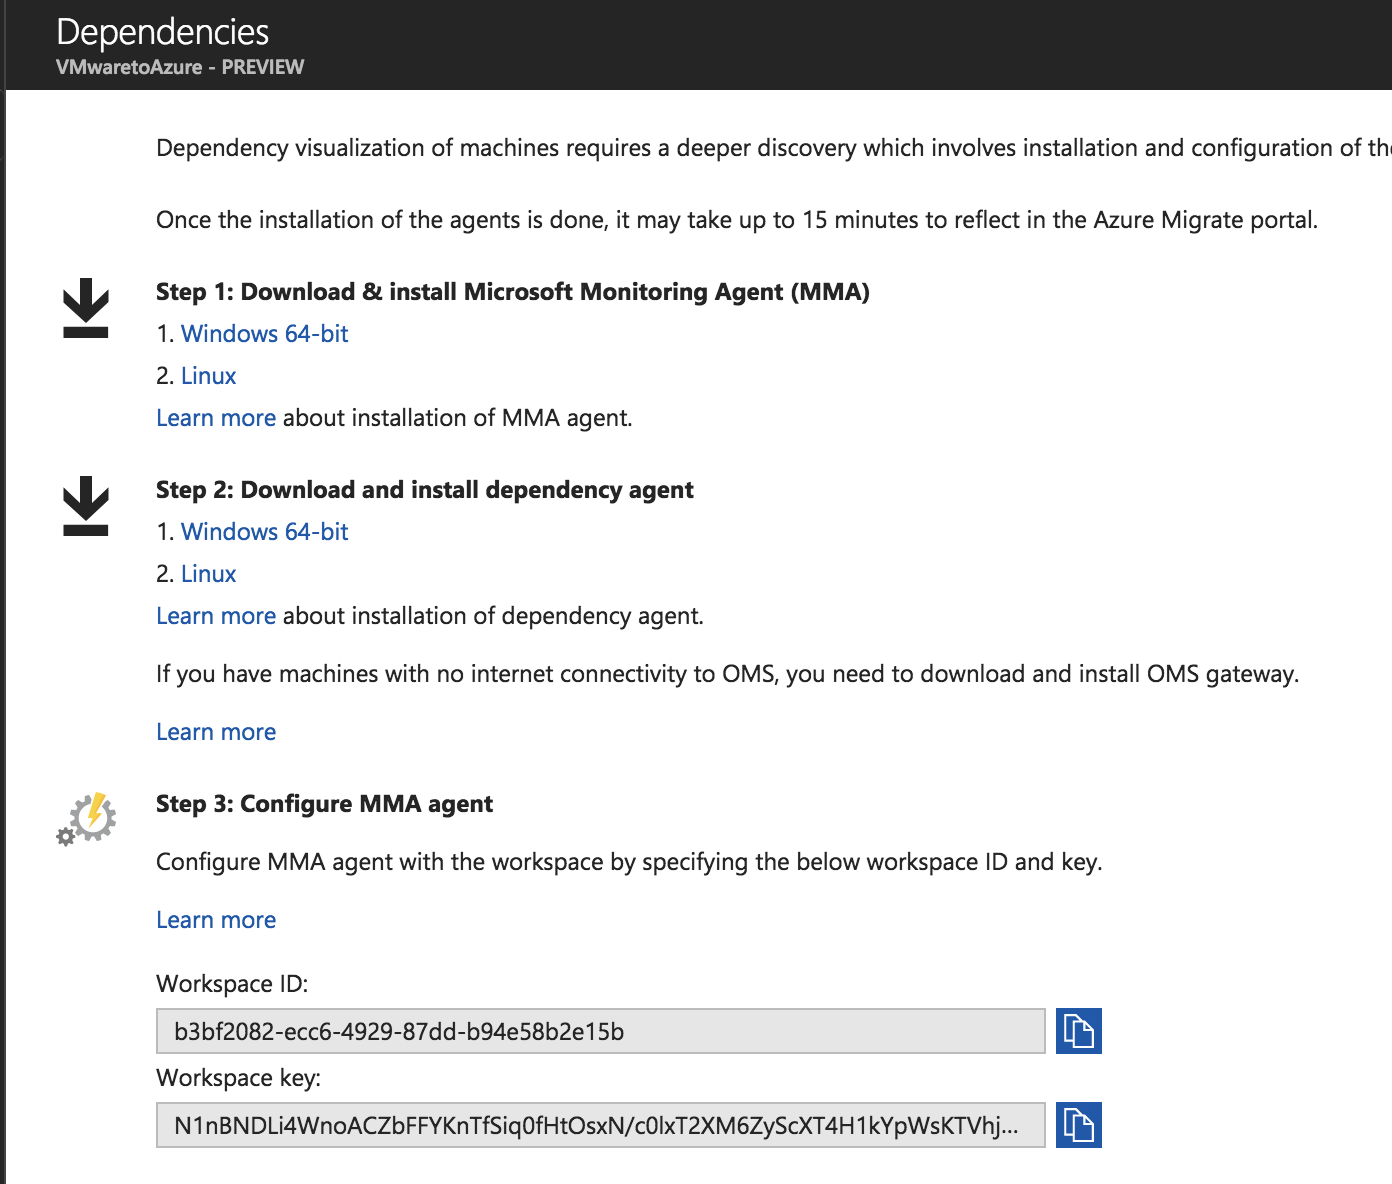 Dependencies
VMwaretoAzure - PREVIEW
Dependency visualization of machines requires a deeper discovery which involves installation and configuration of the
Once the installation of the agents is done, it may take up to 15 minutes to reflect in the Azure Migrate portal.
Step 1: Download & install Microsoft Monitoring Agent (MMA)
1. Windows 64-bit
2. Linux
Learn more about installation of MMA agent.
Step 2: Download and install dependency agent
1. Windows 64-bit
2. Linux
Learn more about installation of dependency agent.
If you have machines with no internet connectivity to OMS, you need to download and install OMS gateway.
Learn more
Step 3: Configure MMA agent
Configure MMA agent with the workspace by specifying the below workspace ID and key.
Learn more
Workspace ID:
b3bf2082-ecc6-4929-87dd-b94e58b2e15b
Workspace key:
N1nBNDLi4WnoACZbFFYKnTfSiq0fHtOsxN/c0lxT2XM6ZyScXT4H1kYpWsKTVhj...